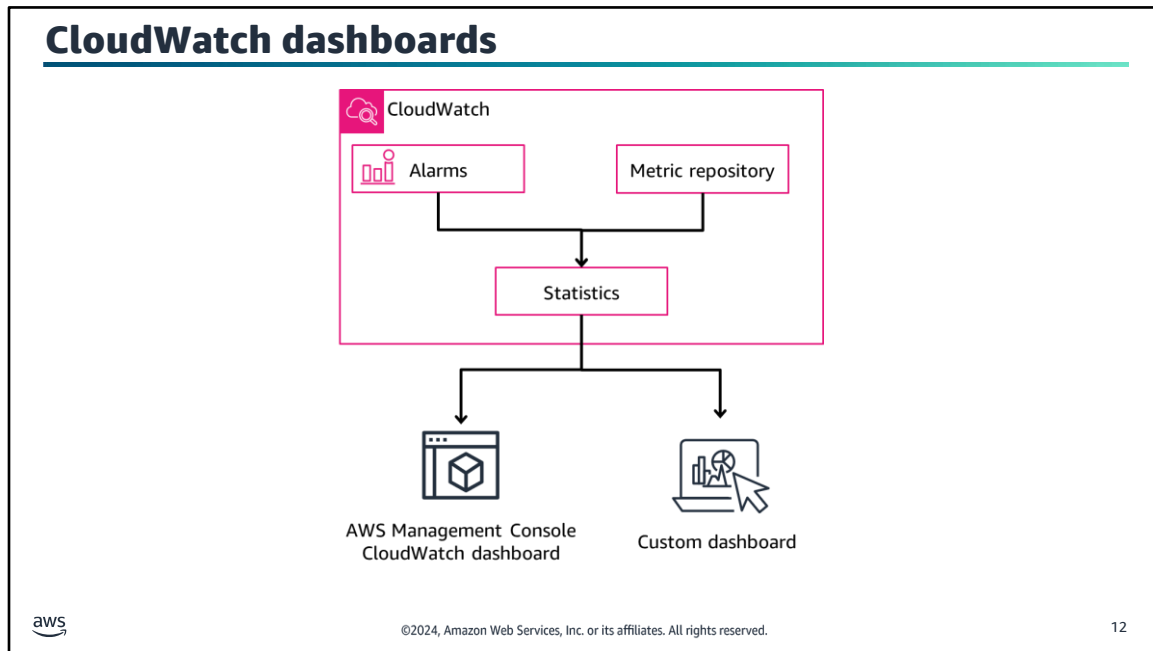 CloudWatch dashboards
CloudWatch
Alarms
Metric repository
Statistics
AWS Management Console
CloudWatch dashboard
Custom dashboard
aws
©2024, Amazon Web Services, Inc. or its affiliates. All rights reserved.
12